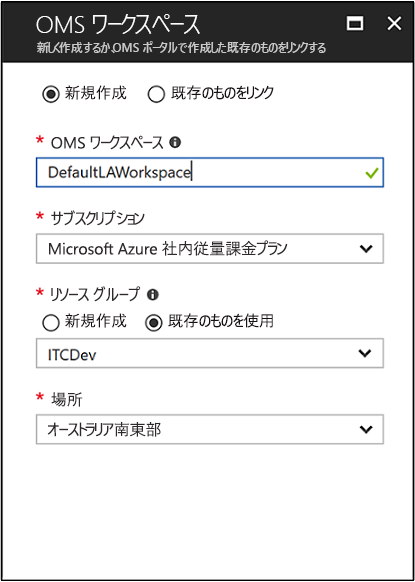 OMS ワークスペース
新しく作成するか、OMS ポータルで作成した既存のものをリンクする
新規作成 既存のものをリンク
* OMS ワークスペース
DefaultLAWorkspace
* サブスクリプション
Microsoft Azure 社内従量課金プラン
* リソース グループ
新規作成 既存のものを使用
ITCDev
* 場所
オーストラリア南東部